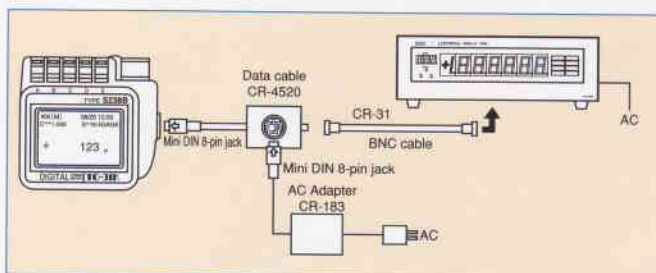 Data cable
CR-4520
CR-31
BNC cable
AC
Mini DIN 8-pin jack
Mini DIN 8-pin jack
AC Adapter
CR-183
AC
TYPE S238B
123
DIGITAL